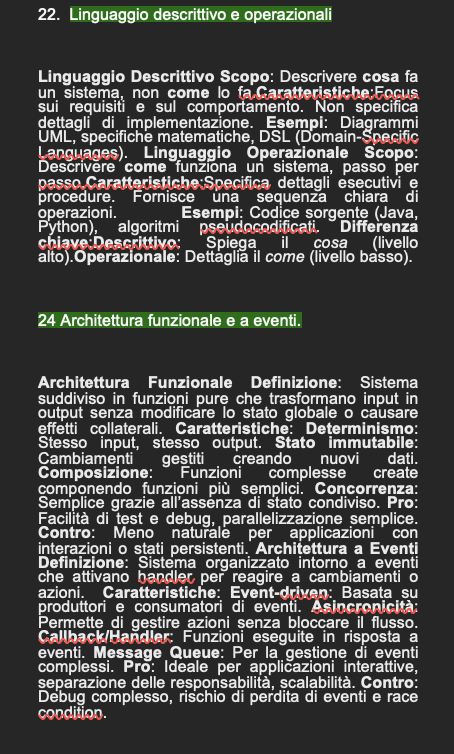 22. Linguaggio descrittivo e operazionali
Linguaggio Descrittivo Scopo: Descrivere cosa fa
un sistema, non come lo fa.Caratteristiche:Focus
sui requisiti e sul comportamento. Non specifica
dettagli di implementazione. Esempi: Diagrammi
UML, specifiche matematiche, DSL (Domain-Specific
Languages). Linguaggio Operazionale Scopo:
Descrivere come funziona un sistema, passo per
passo.Caratteristiche:Specifica dettagli esecutivi e
procedure. Fornisce una sequenza chiara di
operazioni. Esempi: Codice sorgente (Java,
Python), algoritmi pseudocodificati. Differenza
chiave:Descrittivo: Spiega il cosa (livello
alto).Operazionale: Dettaglia il come (livello basso).
24 Architettura funzionale e a eventi.
Architettura Funzionale Definizione: Sistema
suddiviso in funzioni pure che trasformano input in
output senza modificare lo stato globale o causare
effetti collaterali. Caratteristiche: Determinismo:
Stesso input, stesso output. Stato immutabile:
Cambiamenti gestiti creando nuovi dati.
Composizione: Funzioni complesse create
componendo funzioni più semplici. Concorrenza:
Semplice grazie all'assenza di stato condiviso. Pro:
Facilità di test e debug, parallelizzazione semplice.
Contro: Meno naturale per applicazioni con
interazioni o stati persistenti. Architettura a Eventi
Definizione: Sistema organizzato intorno a eventi
che attivano handler per reagire a cambiamenti o
azioni. Caratteristiche: Event-driven: Basata su
produttori e consumatori di eventi. Asincronicità:
Permette di gestire azioni senza bloccare il flusso.
Callback/Handler: Funzioni eseguite in risposta a
eventi. Message Queue: Per la gestione di eventi
complessi. Pro: Ideale per applicazioni interattive,
separazione delle responsabilità, scalabilità. Contro:
Debug complesso, rischio di perdita di eventi e race
condition.